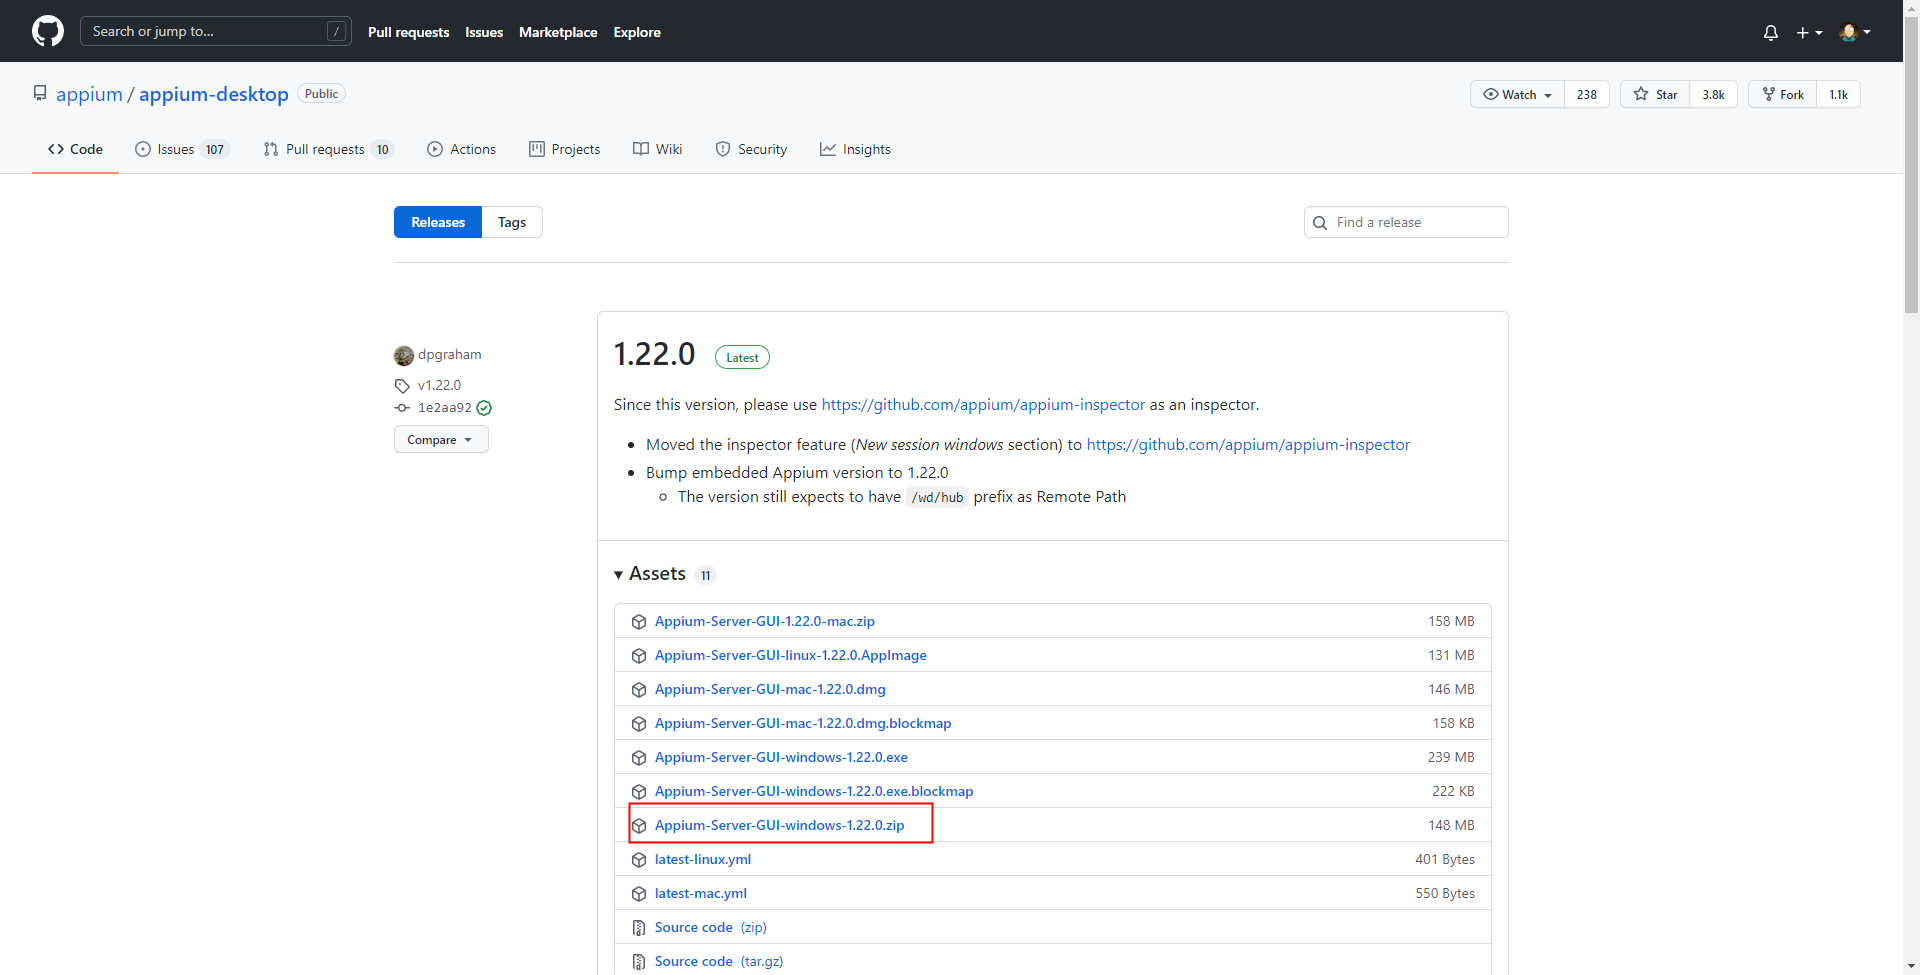 Search or jump to... /
Pull requests Issues Marketplace Explore
appium / appium-desktop Public
Watch 238 Star 3.8k Fork 1.1k
Code Issues 107 Pull requests 10 Actions Projects Wiki Security Insights
Releases Tags
Find a release
dpgraham
v1.22.0
1e2aa92
Compare
1.22.0 Latest
Since this version, please use https://github.com/appium/appium-inspector as an inspector.
Moved the inspector feature (New session windows section) to https://github.com/appium/appium-inspector
Bump embedded Appium version to 1.22.0
The version still expects to have /wd/hub prefix as Remote Path
Assets 11
Appium-Server-GUI-1.22.0-mac.zip 158 MB
Appium-Server-GUI-linux-1.22.0.AppImage 131 MB
Appium-Server-GUI-mac-1.22.0.dmg 146 MB
Appium-Server-GUI-mac-1.22.0.dmg.blockmap 158 KB
Appium-Server-GUI-windows-1.22.0.exe 239 MB
Appium-Server-GUI-windows-1.22.0.exe.blockmap 222 KB
Appium-Server-GUI-windows-1.22.0.zip 148 MB
latest-linux.yml 401 Bytes
latest-mac.yml 550 Bytes
Source code (zip)
Source code (tar.gz)